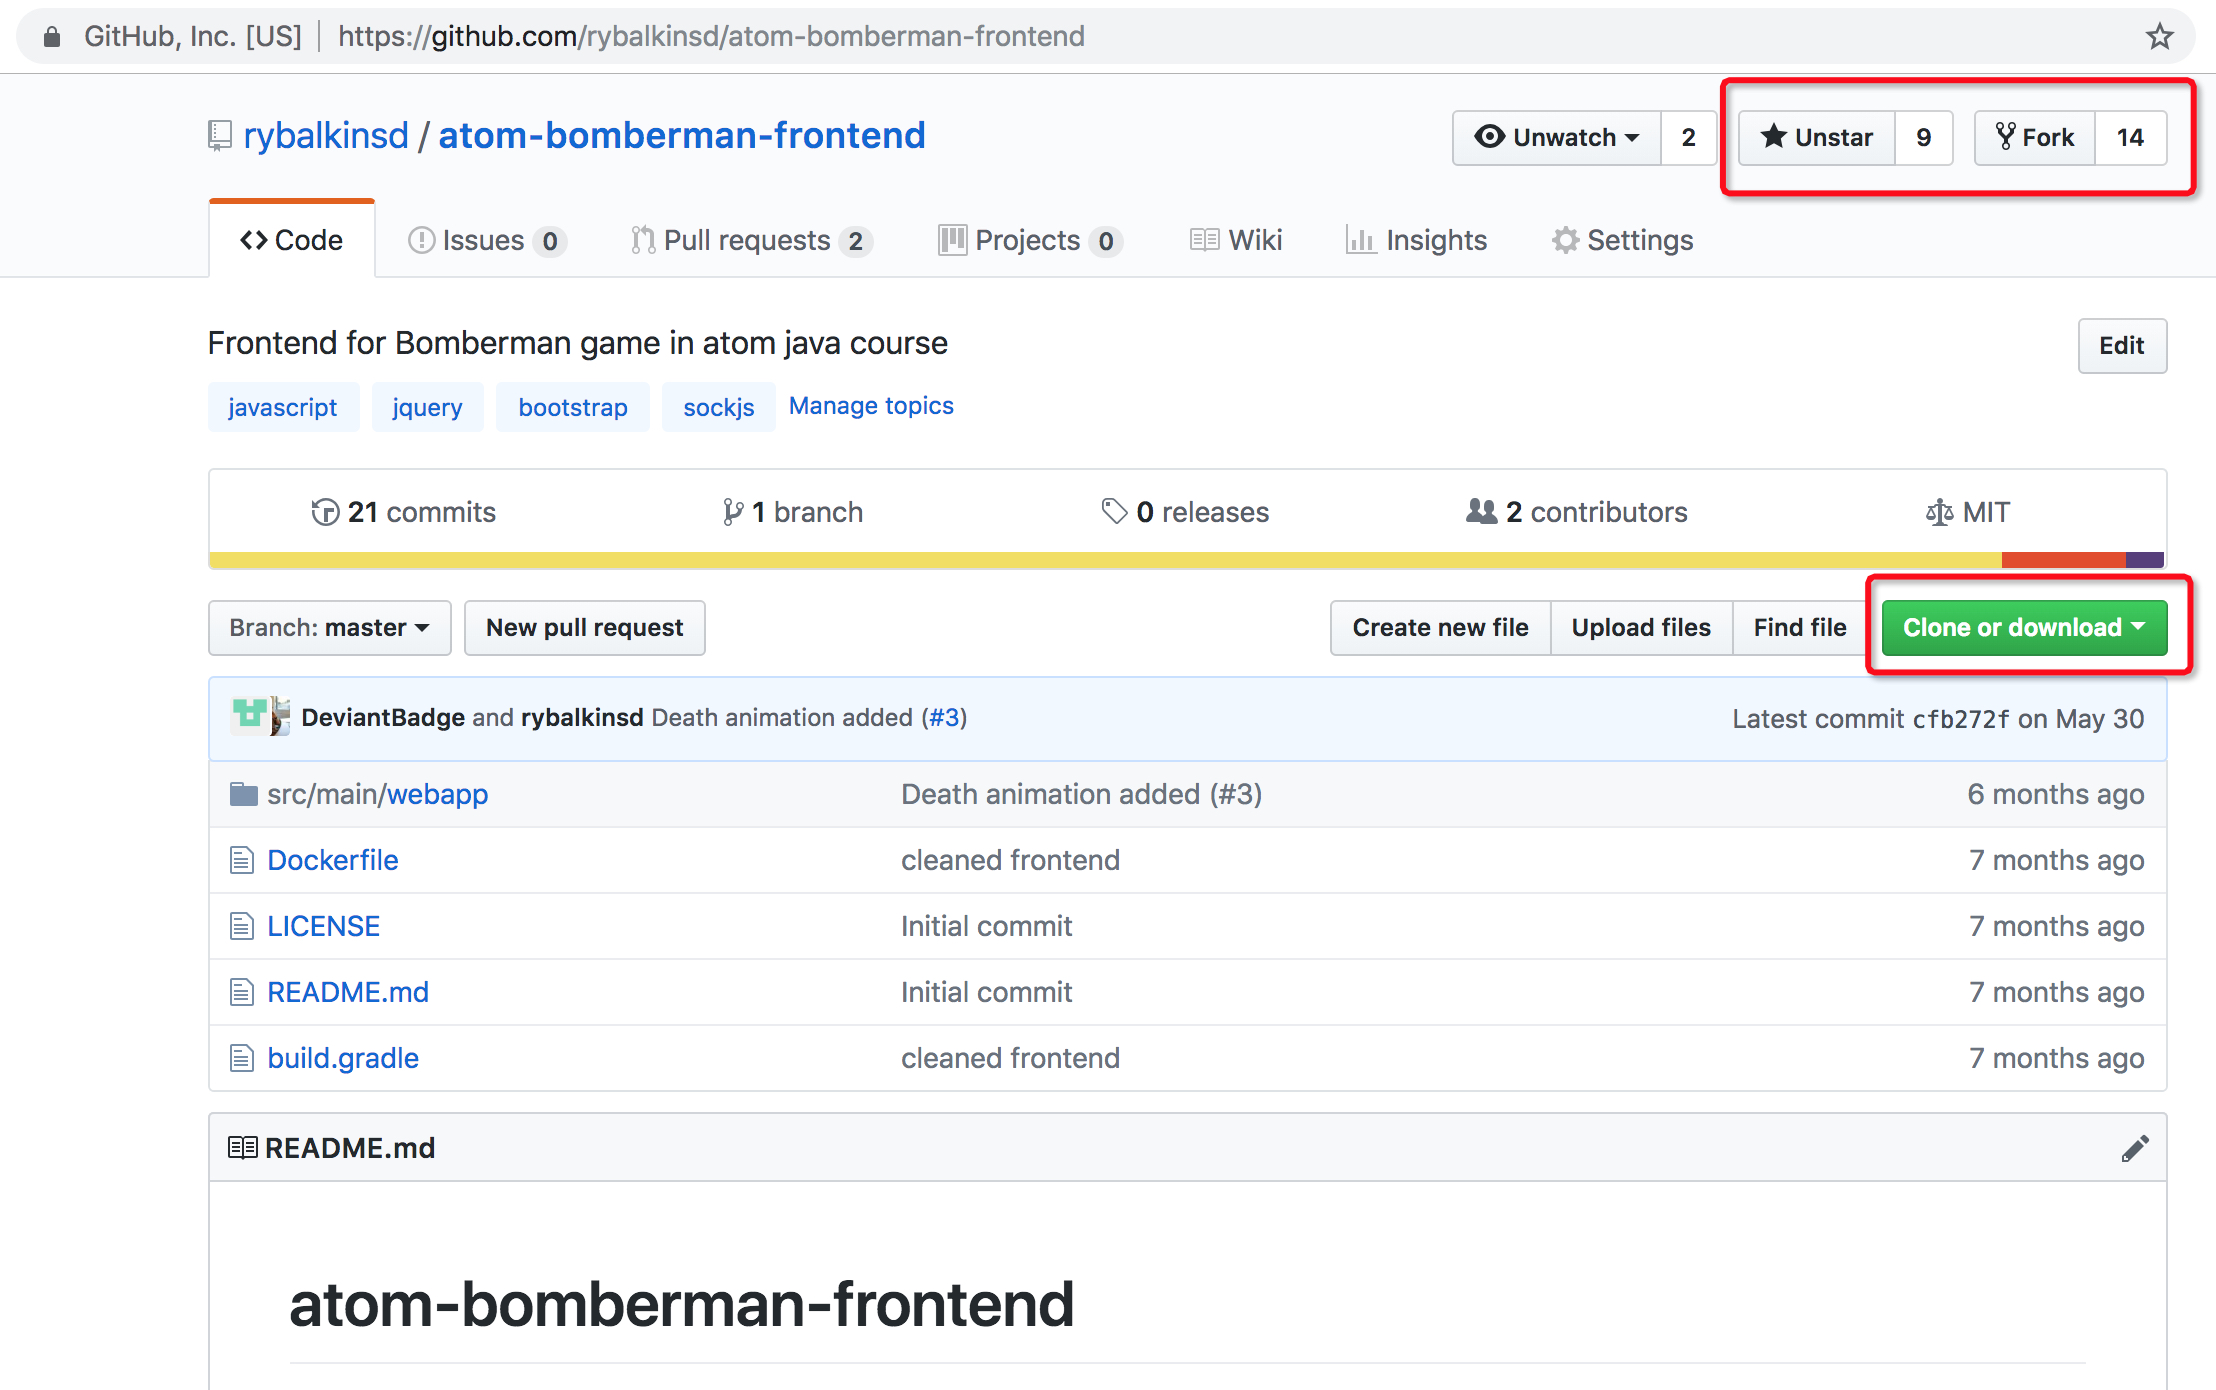 GitHub, Inc. [US] | https://github.com/rybalkinsd/atom-bomberman-frontend
rybalkinsd / atom-bomberman-frontend
Unwatch 2 Unstar 9 Fork 14
Code Issues 0 Pull requests 2 Projects 0 Wiki Insights Settings
Frontend for Bomberman game in atom java course
Edit
javascript jquery bootstrap sockjs Manage topics
21 commits 1 branch 0 releases 2 contributors MIT
Branch: master New pull request Create new file Upload files Find file Clone or download
DeviantBadge and rybalkinsd Death animation added (#3) Latest commit cfb272f on May 30
src/main/webapp Death animation added (#3) 6 months ago
Dockerfile cleaned frontend 7 months ago
LICENSE Initial commit 7 months ago
README.md Initial commit 7 months ago
build.gradle cleaned frontend 7 months ago
README.md
atom-bomberman-frontend